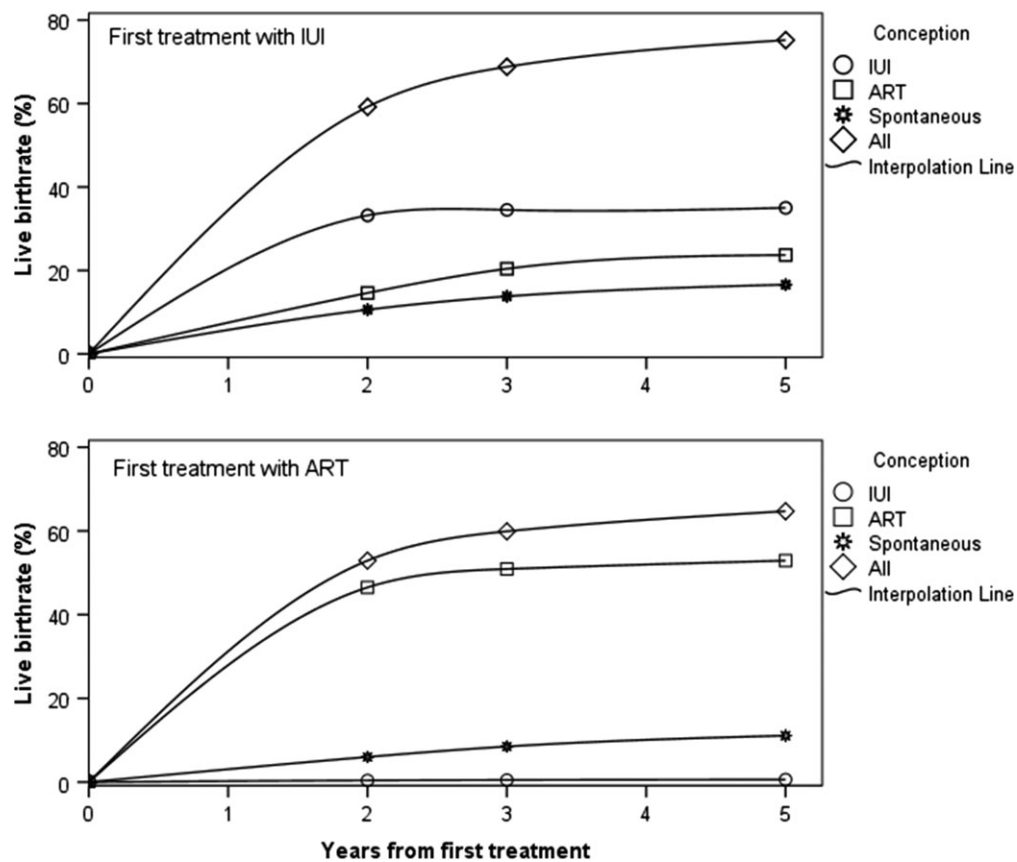 First treatment with IUI
Live birthrate (%)
80
60
40
20
0
0 1 2 3 4 5
Conception
IUI
ART
Spontaneous
All
Interpolation Line
First treatment with ART
Live birthrate (%)
80
60
40
20
0
0 1 2 3 4 5
Years from first treatment
Conception
IUI
ART
Spontaneous
All
Interpolation Line